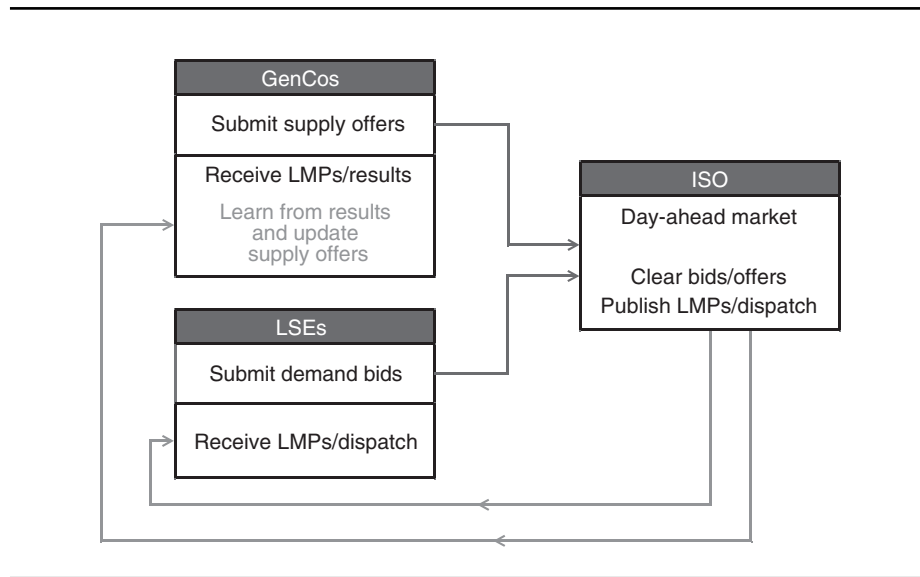 GenCos
Submit supply offers
Receive LMPs/results
Learn from results
and update
supply offers
LSEs
Submit demand bids
Receive LMPs/dispatch
ISO
Day-ahead market
Clear bids/offers
Publish LMPs/dispatch